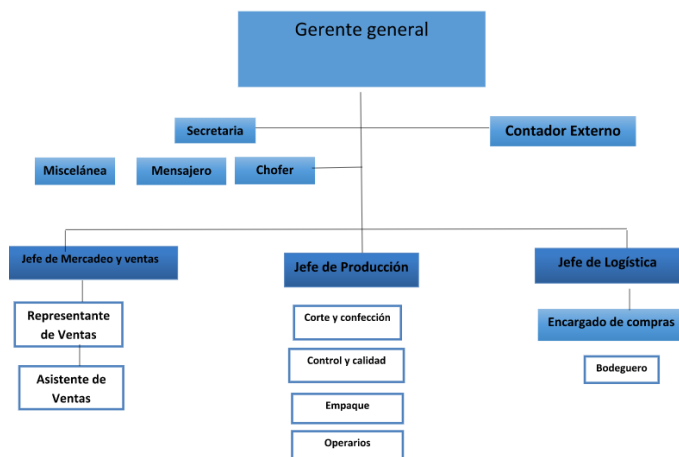 Gerente general
Secretaria
Contador Externo
Miscelánea
Mensajero
Chofer
Jefe de Mercadeo y ventas
Jefe de Producción
Jefe de Logística
Representante
de Ventas
Asistente de
Ventas
Corte y confección
Control y calidad
Empaque
Operarios
Encargado de compras
Bodeguero